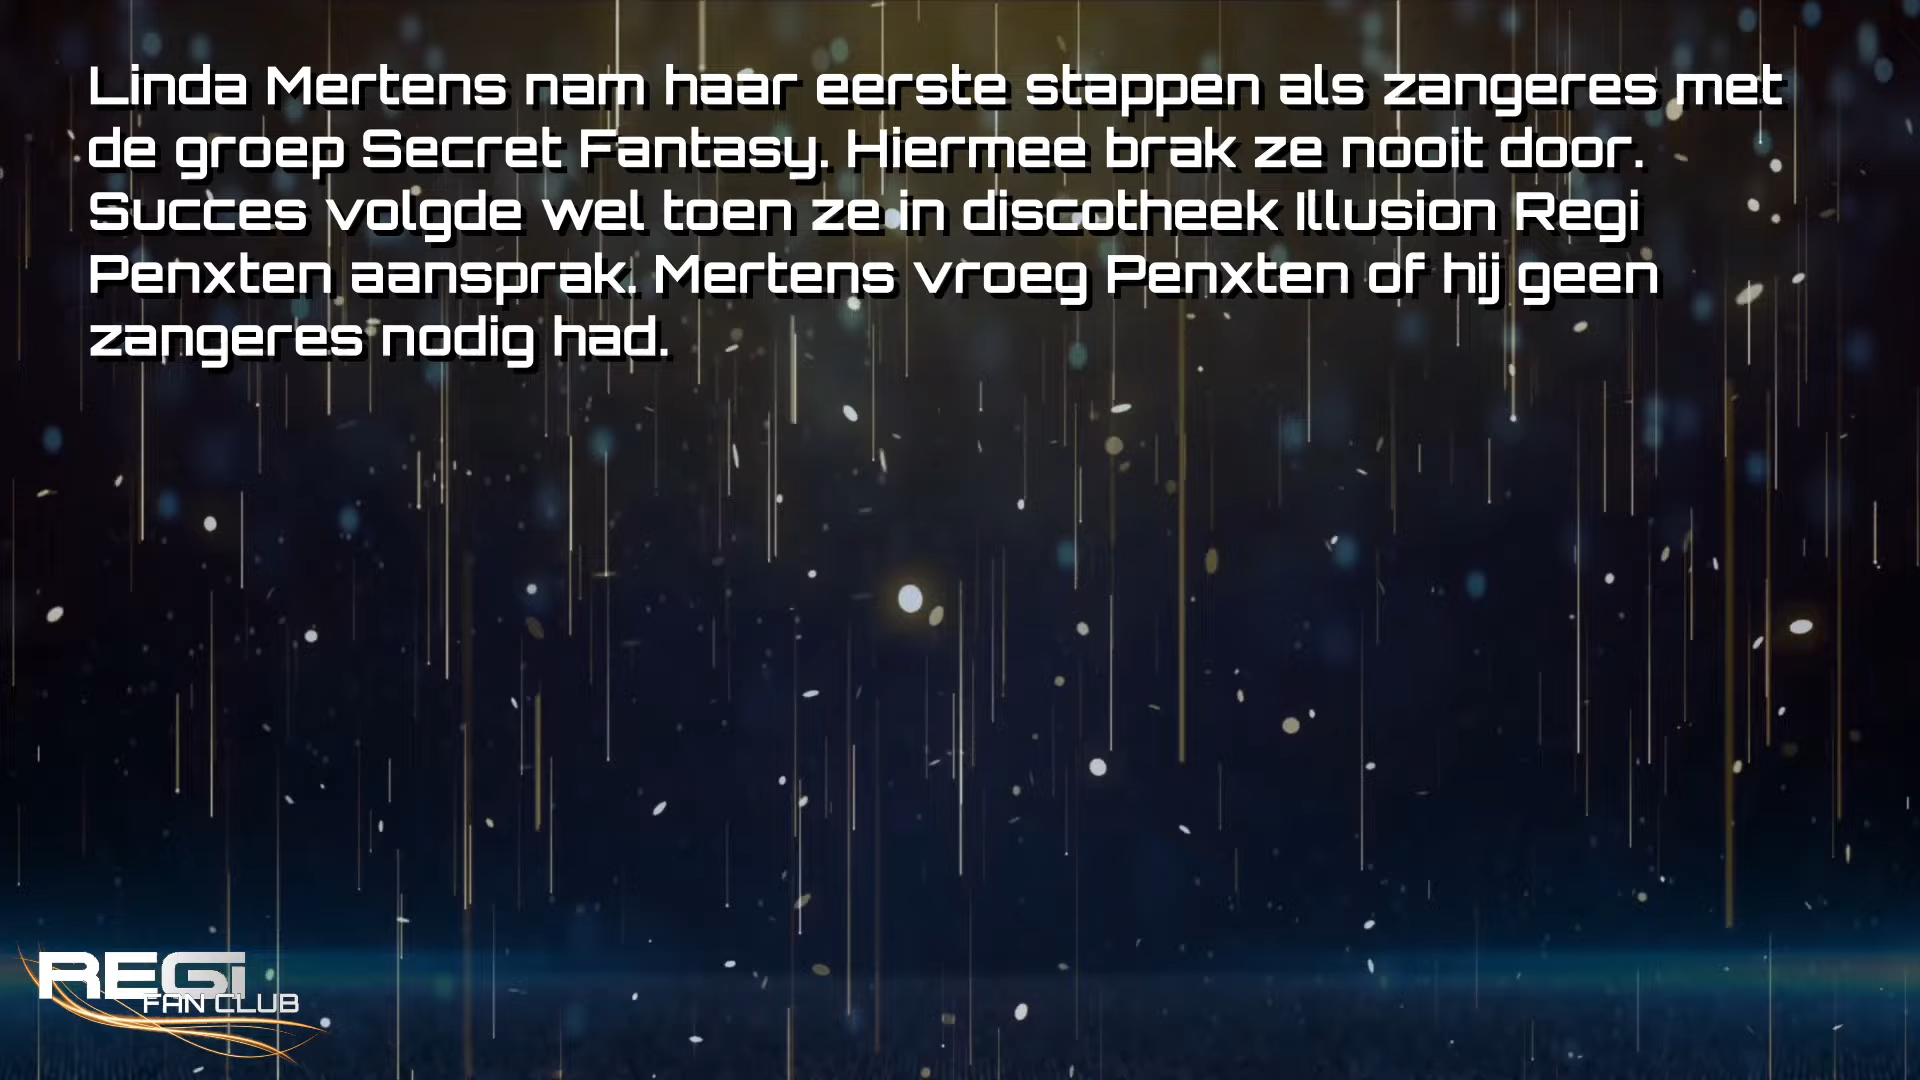 Linda Mertens nam haar eerste stappen als zangeres met
de groep Secret Fantasy. Hiermee brak ze nooit door.
Succes volgde wel toen ze in discotheek Illusion Regi
Penxten aansprak. Mertens vroeg Penxten of hij geen
zangeres nodig had.
REGI
FAN CLUB